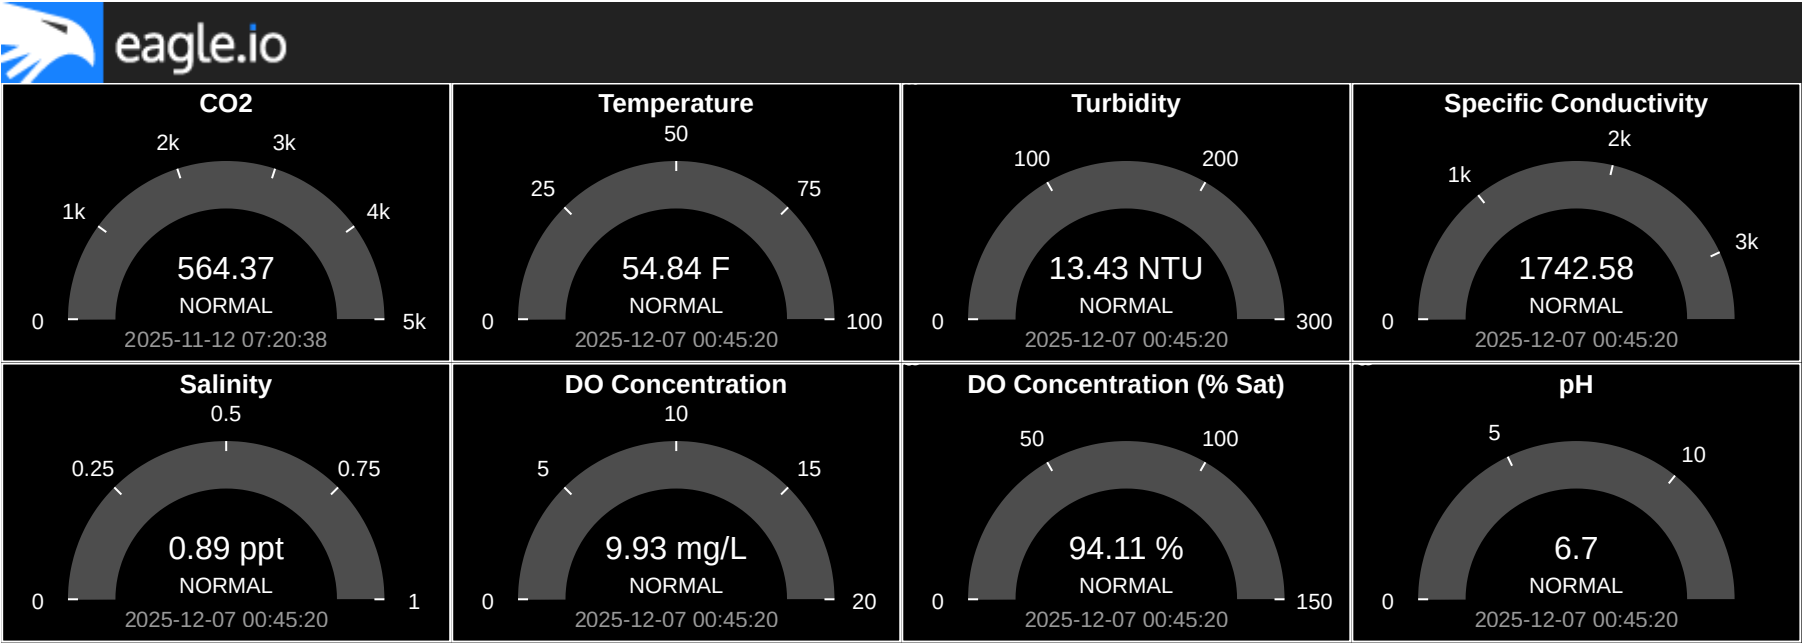 eagle.io
CO2
2k
3k
1k
4k
564.37
NORMAL
0
5k
2025-11-12 07:20:38
Temperature
50
25
75
54.84 F
NORMAL
0
100
2025-12-07 00:45:20
Turbidity
100
200
13.43 NTU
NORMAL
0
300
2025-12-07 00:45:20
Specific Conductivity
2k
1k
3k
1742.58
NORMAL
0
2025-12-07 00:45:20
Salinity
0.5
0.25
0.75
0.89 ppt
NORMAL
0
1
2025-12-07 00:45:20
DO Concentration
10
5
15
9.93 mg/L
NORMAL
0
20
2025-12-07 00:45:20
DO Concentration (% Sat)
50
100
94.11 %
NORMAL
0
150
2025-12-07 00:45:20
pH
5
10
6.7
NORMAL
0
2025-12-07 00:45:20